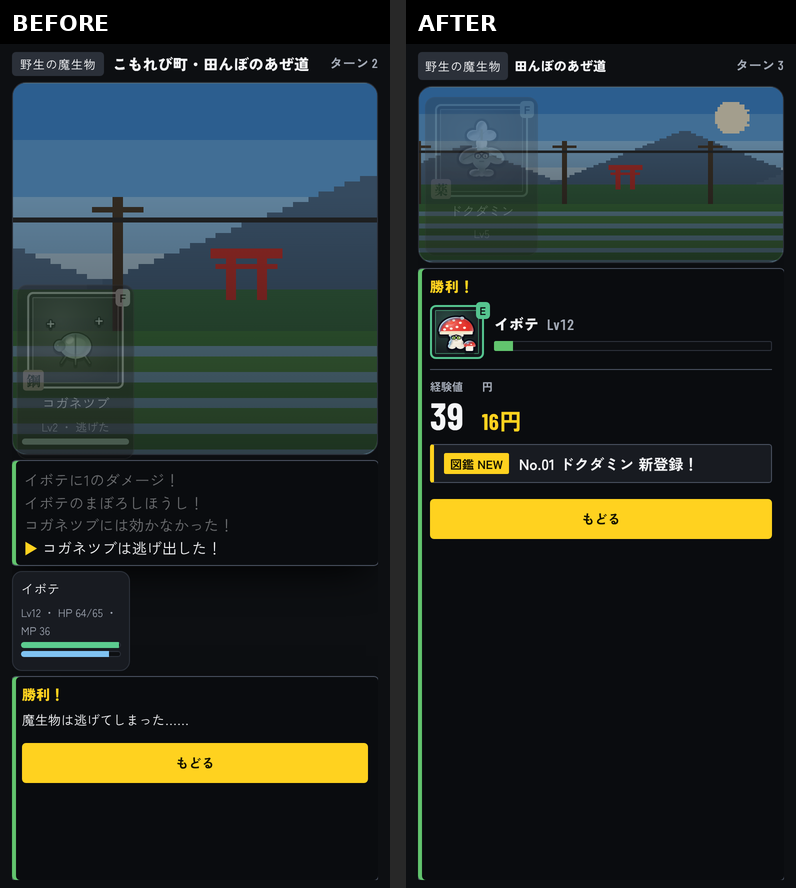 BEFORE
野生の魔生物 こもれび町・田んぼのあぜ道 ターン 2
F
鋼
コガネツブ
Lv2 ・ 逃げた
イボテに1のダメージ！
イボテのまぼろしほうし！
コガネツブには効かなかった！
▶ コガネツブは逃げ出した！
イボテ
Lv12 ・ HP 64/65 ・
MP 36
勝利！
魔生物は逃げてしまった……
もどる
AFTER
野生の魔生物 田んぼのあぜ道 ターン 3
F
薬
ドクダミン
Lv5
勝利！
E
イボテ Lv12
経験値 円
39 16円
図鑑 NEW No.01 ドクダミン 新登録！
もどる